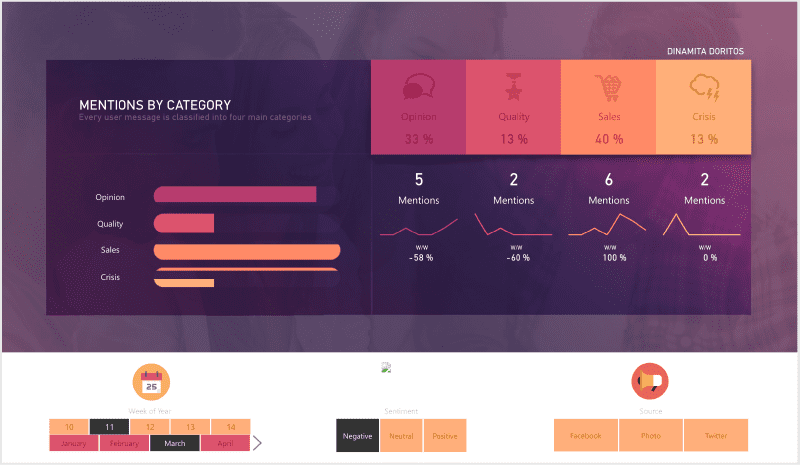 DINAMITA DORITOS
MENTIONS BY CATEGORY
Every user message is classified into four main categories
Opinion
Quality
Sales
Crisis
Opinion
33 %
Quality
13 %
Sales
40 %
Crisis
13 %
5
Mentions
W/W
-58 %
2
Mentions
W/W
-60 %
6
Mentions
W/W
100 %
2
Mentions
W/W
0 %
25
Week of Year
10 11 12 13 14
January February March April
Sentiment
Negative Neutral Positive
Source
Facebook Photo Twitter